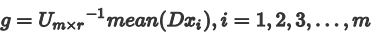 g = U_{m×r}^{-1}mean(Dx_i), i = 1, 2, 3, ..., m